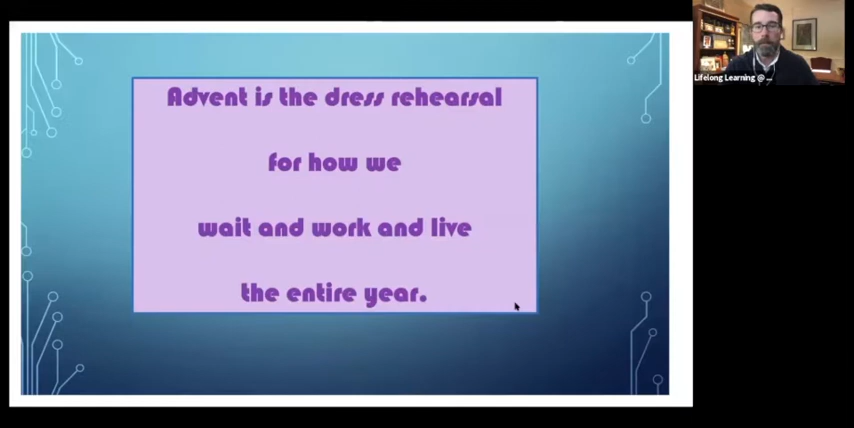 Advent is the dress rehearsal
for how we
wait and work and live
the entire year.
Lifelong Learning @ ...